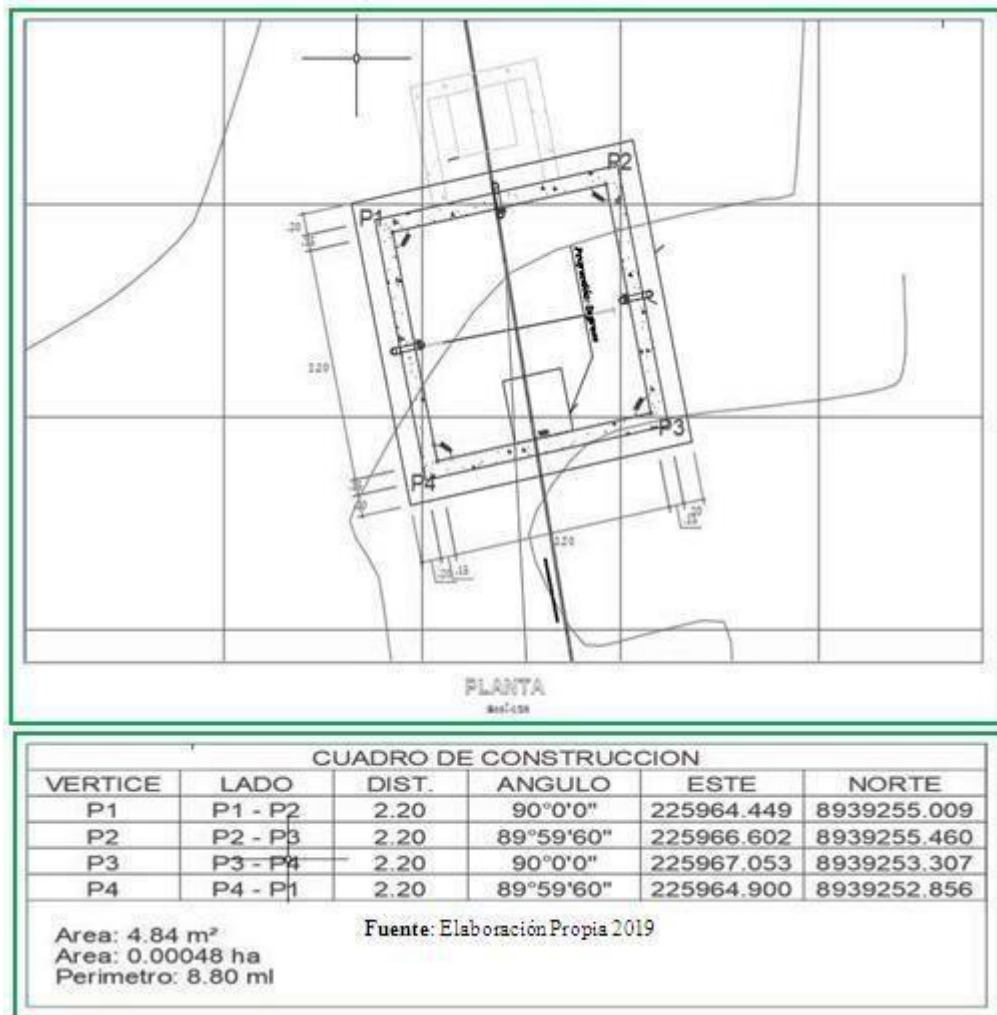 P2
P1
2.20
P3
P4
2.20
.15
PLANTA
CUADRO DE CONSTRUCCION
VERTICE LADO DIST. ANGULO ESTE NORTE
P1 P1 - P2 2.20 90°0'0" 225964.449 8939255.009
P2 P2 - P3 2.20 89°59'60" 225966.602 8939255.460
P3 P3 - P4 2.20 90°0'0" 225967.053 8939253.307
P4 P4 - P1 2.20 89°59'60" 225964.900 8939252.856
Area: 4.84 m²
Fuente: Elaboración Propia 2019
Area: 0.00048 ha
Perimetro: 8.80 ml